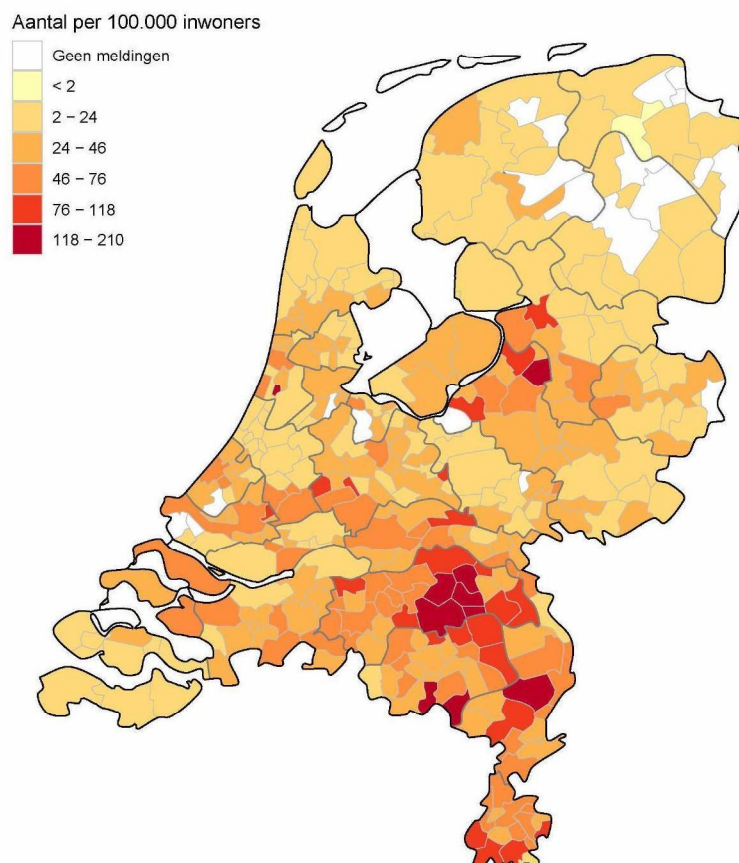 Aantal per 100.000 inwoners
Geen meldingen
< 2
2 – 24
24 – 46
46 – 76
76 – 118
118 – 210